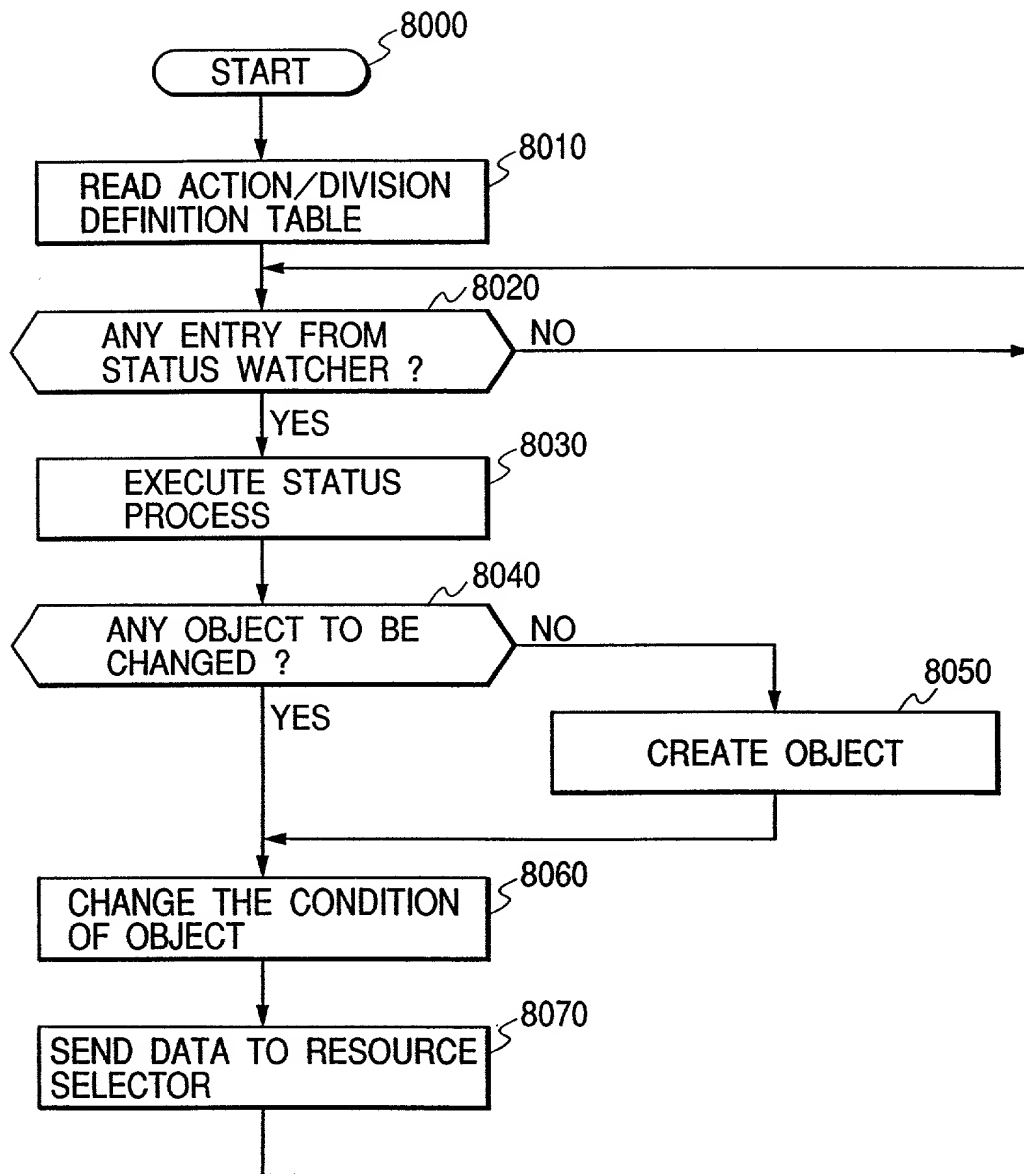 8000
START
8010
READ ACTION/DIVISION
DEFINITION TABLE
8020
ANY ENTRY FROM
STATUS WATCHER ?
NO
YES
8030
EXECUTE STATUS
PROCESS
8040
ANY OBJECT TO BE
CHANGED ?
NO
YES
8050
CREATE OBJECT
8060
CHANGE THE CONDITION
OF OBJECT
8070
SEND DATA TO RESOURCE
SELECTOR